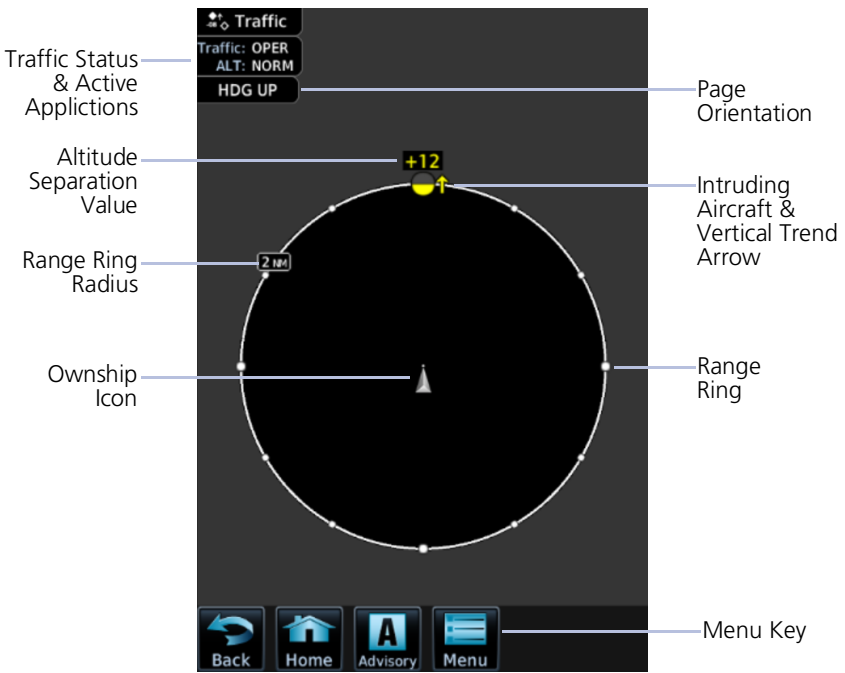 Traffic
Traffic: OPER
ALT: NORM
HDG UP
Traffic Status
& Active
Applictions
Page
Orientation
Altitude
Separation
Value
+12
Intruding
Aircraft &
Vertical Trend
Arrow
Range Ring
Radius
2 NM
Ownship
Icon
Range
Ring
Back
Home
A
Advisory
Menu
Menu Key